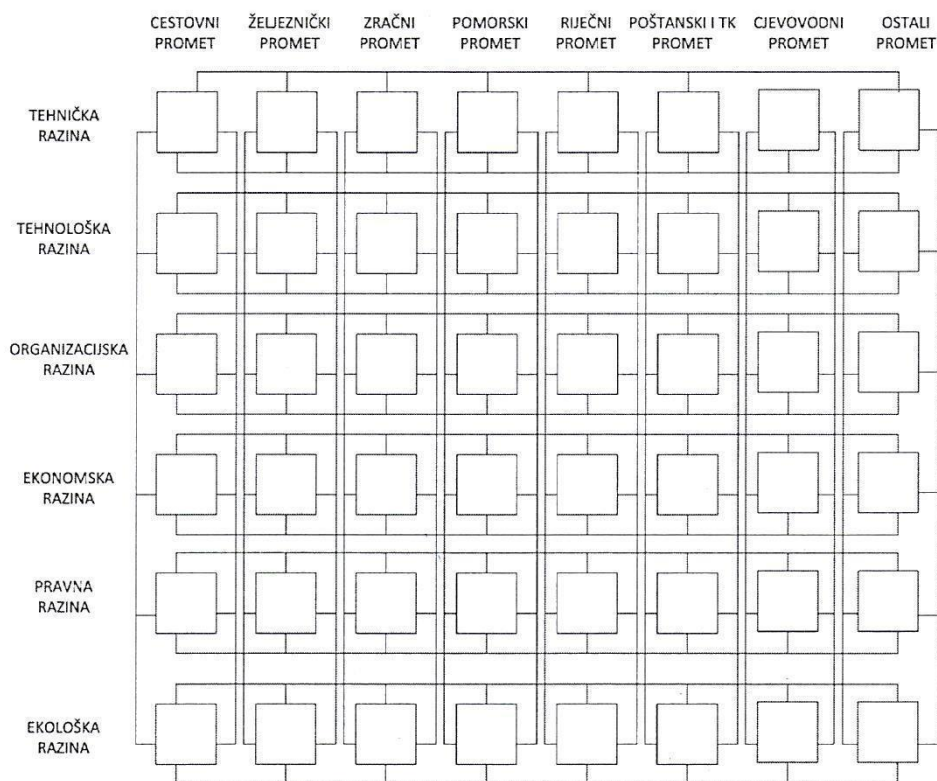 CESTOVNI PROMET
ŽELJEZNIČKI PROMET
ZRAČNI PROMET
POMORSKI PROMET
RIJEČNI PROMET
POŠTANSKI I TK PROMET
CJEVOVODNI PROMET
OSTALI PROMET
TEHNIČKA
RAZINA
TEHNOLOŠKA
RAZINA
ORGANIZACIJSKA
RAZINA
EKONOMSKA
RAZINA
PRAVNA
RAZINA
EKOLOŠKA
RAZINA